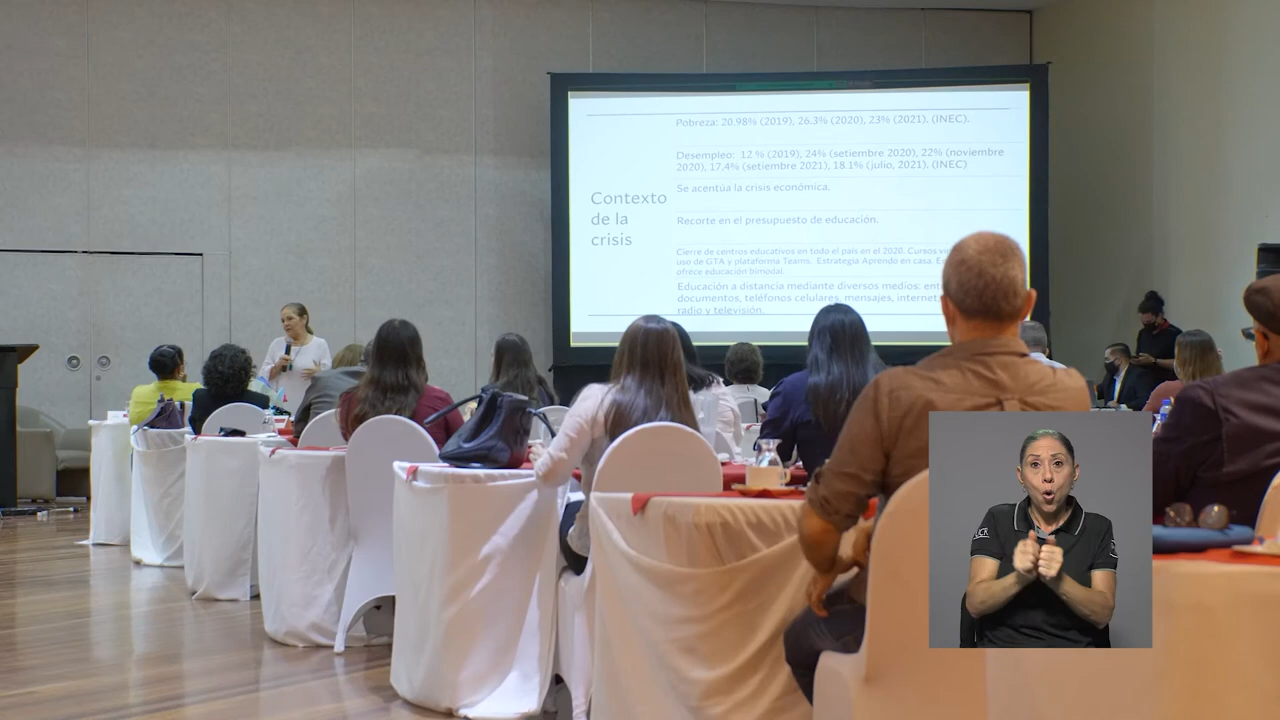 Contexto
de la
crisis
Pobreza: 20.98% (2019), 26.3% (2020), 23% (2021). (INEC).
Desempleo: 12 % (2019), 24% (setiembre 2020), 22% (noviembre
2020), 17.4% (setiembre 2021), 18.1% (julio, 2021). (INEC)
Se acentúa la crisis económica.
Recorte en el presupuesto de educación.
Cierre de centros educativos en todo el país en el 2020. Cursos
uso de GTA y plataforma Teams. Estrategia Aprendo en casa.
ofrece educación bimodal.
Educación a distancia mediante diversos medios:
documentos, teléfonos celulares, mensajes, internet,
radio y televisión.
UCR